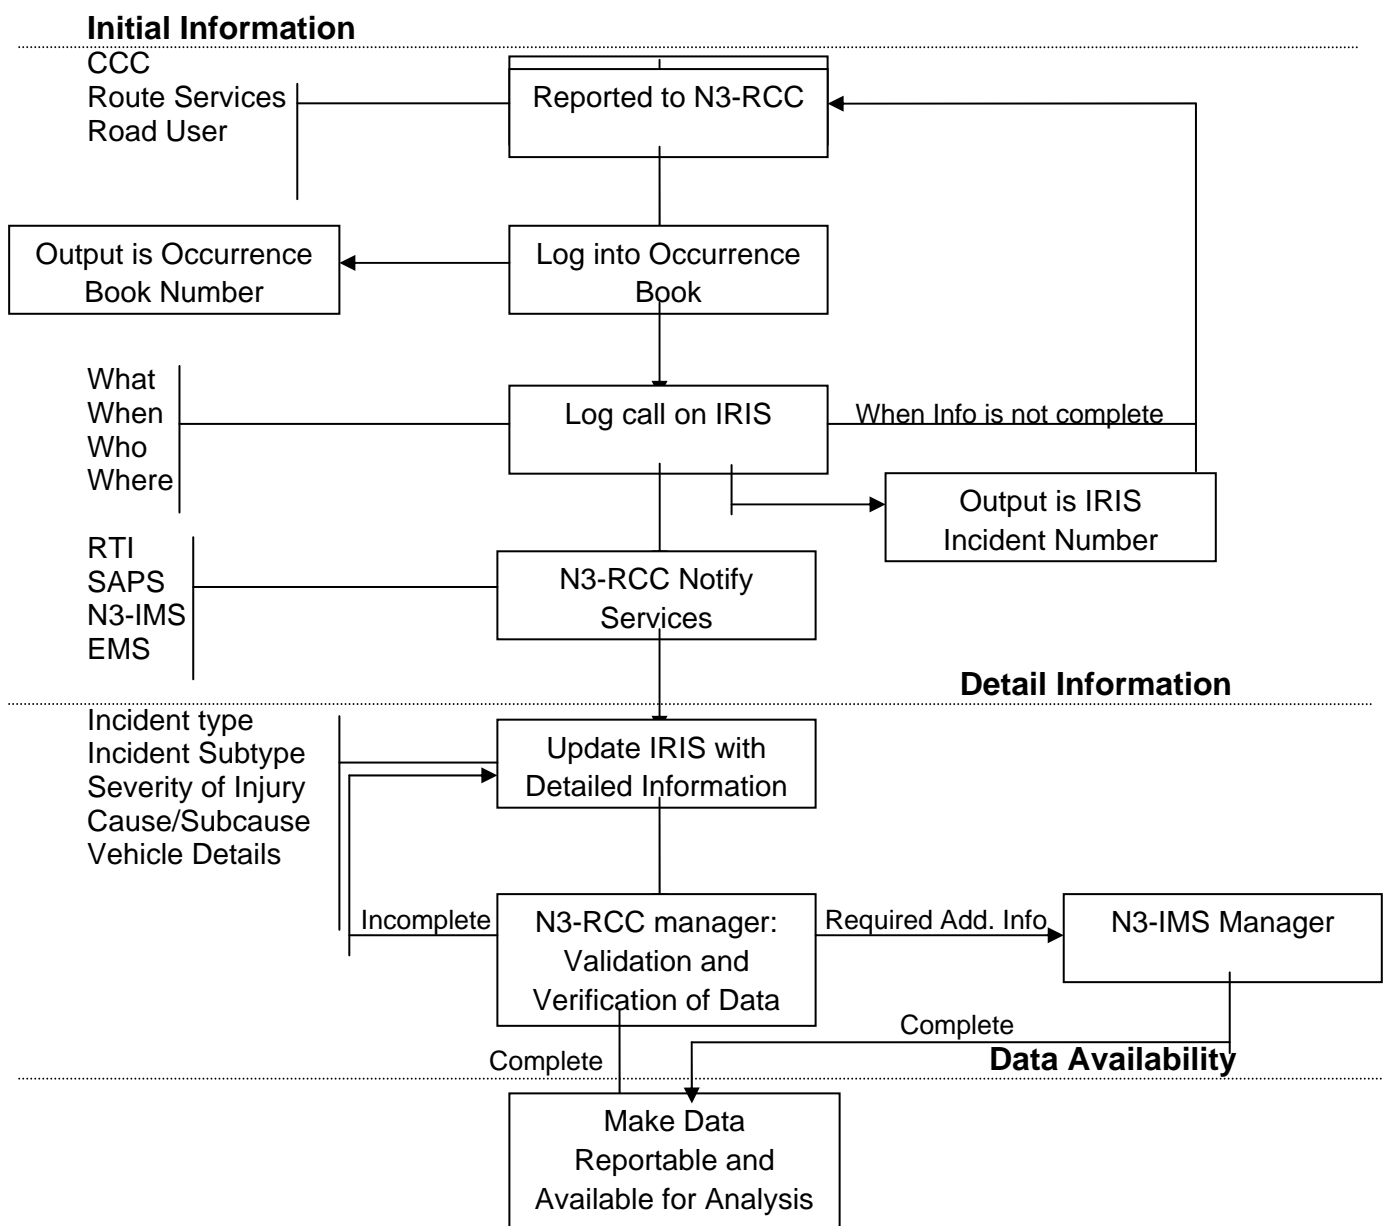 Initial Information
CCC
Route Services
Road User
Reported to N3-RCC
Output is Occurrence
Book Number
Log into Occurrence
Book
What
When
Who
Where
Log call on IRIS
When Info is not complete
Output is IRIS
Incident Number
RTI
SAPS
N3-IMS
EMS
N3-RCC Notify
Services
Detail Information
Incident type
Incident Subtype
Severity of Injury
Cause/Subcause
Vehicle Details
Update IRIS with
Detailed Information
Incomplete
N3-RCC manager:
Validation and
Verification of Data
Required Add. Info
N3-IMS Manager
Complete
Complete
Data Availability
Make Data
Reportable and
Available for Analysis